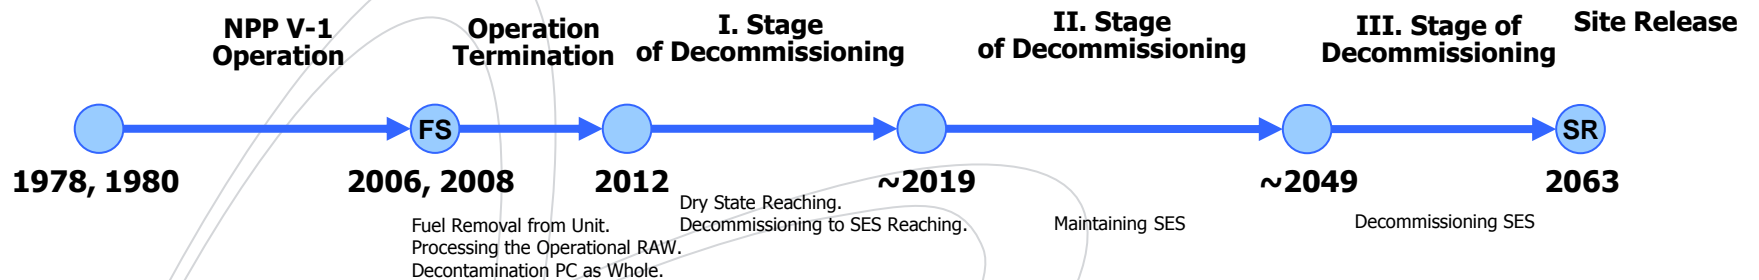 NPP V-1
Operation
Operation
Termination
I. Stage
of Decommissioning
II. Stage
of Decommissioning
III. Stage of
Decommissioning
Site Release
FS
SR
1978, 1980
2006, 2008
2012
~2019
~2049
2063
Fuel Removal from Unit.
Processing the Operational RAW.
Decontamination PC as Whole.
Dry State Reaching.
Decommissioning to SES Reaching.
Maintaining SES
Decommissioning SES